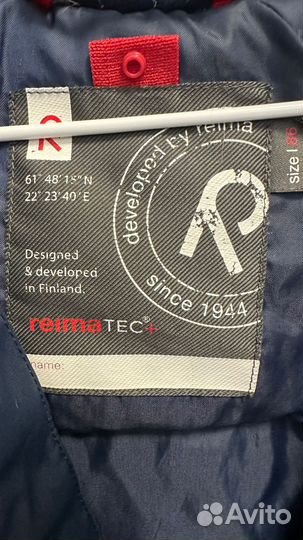 developed by reima
since 1944
size | 86
61° 48' 15" N
22° 23' 40" E
Designed
& developed
in Finland.
reimaTEC®+
name:
Avito